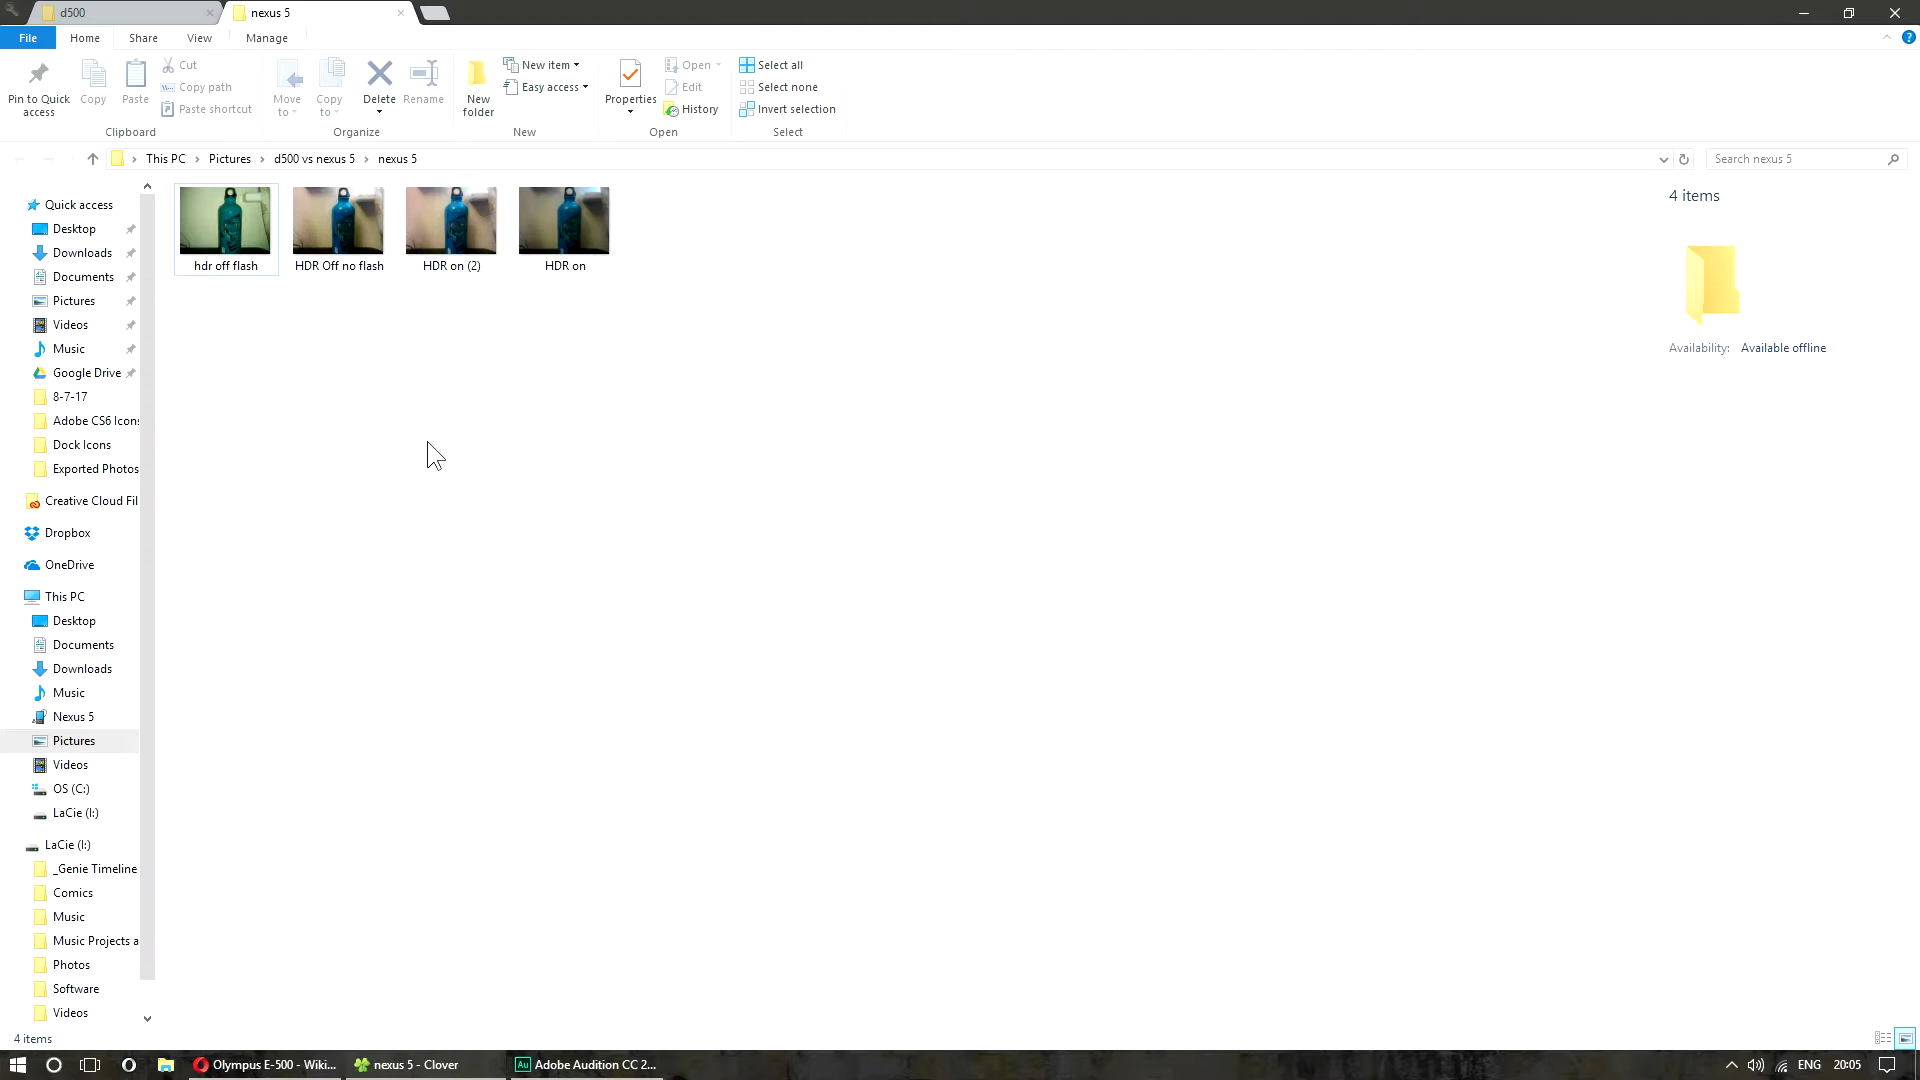 d500
nexus 5
File
Home
Share
View
Manage
Pin to Quick access
Copy
Paste
Cut
Copy path
Paste shortcut
Clipboard
Move to
Copy to
Delete
Rename
Organize
New folder
New item
Easy access
New
Properties
Open
Edit
History
Open
Select all
Select none
Invert selection
Select
This PC
Pictures
d500 vs nexus 5
nexus 5
Search nexus 5
Quick access
Desktop
Downloads
Documents
Pictures
Videos
Music
Google Drive
8-7-17
Adobe CS6 Icons
Dock Icons
Exported Photos
Creative Cloud Fil
Dropbox
OneDrive
This PC
Desktop
Documents
Downloads
Music
Nexus 5
Pictures
Videos
OS (C:)
LaCie (I:)
LaCie (I:)
_Genie Timeline
Comics
Music
Music Projects a
Photos
Software
Videos
hdr off flash
HDR Off no flash
HDR on (2)
HDR on
4 items
Availability: Available offline
4 items
Olympus E-500 - Wiki...
nexus 5 - Clover
Au
Adobe Audition CC 2...
ENG
20:05